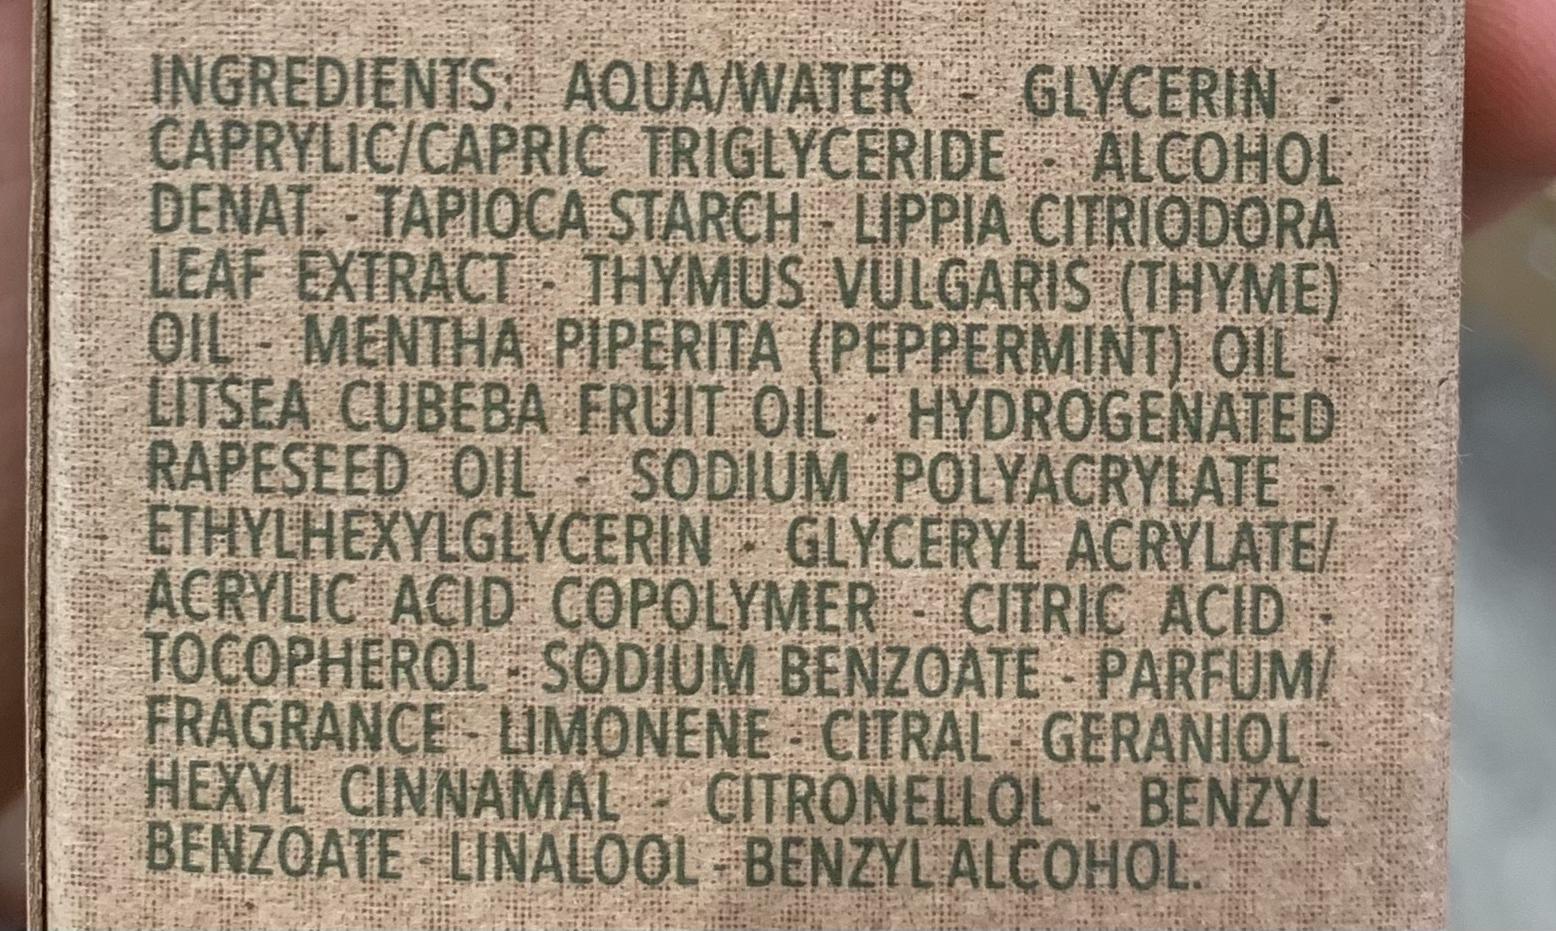 INGREDIENTS: AQUA/WATER - GLYCERIN -
CAPRYLIC/CAPRIC TRIGLYCERIDE - ALCOHOL
DENAT. - TAPIOCA STARCH - LIPPIA CITRIODORA
LEAF EXTRACT - THYMUS VULGARIS (THYME)
OIL - MENTHA PIPERITA (PEPPERMINT) OIL -
LITSEA CUBEBA FRUIT OIL - HYDROGENATED
RAPESEED OIL - SODIUM POLYACRYLATE -
ETHYLHEXYLGLYCERIN - GLYCERYL ACRYLATE/
ACRYLIC ACID COPOLYMER - CITRIC ACID -
TOCOPHEROL - SODIUM BENZOATE - PARFUM/
FRAGRANCE - LIMONENE - CITRAL - GERANIOL -
HEXYL CINNAMAL - CITRONELLOL - BENZYL
BENZOATE - LINALOOL - BENZYL ALCOHOL.